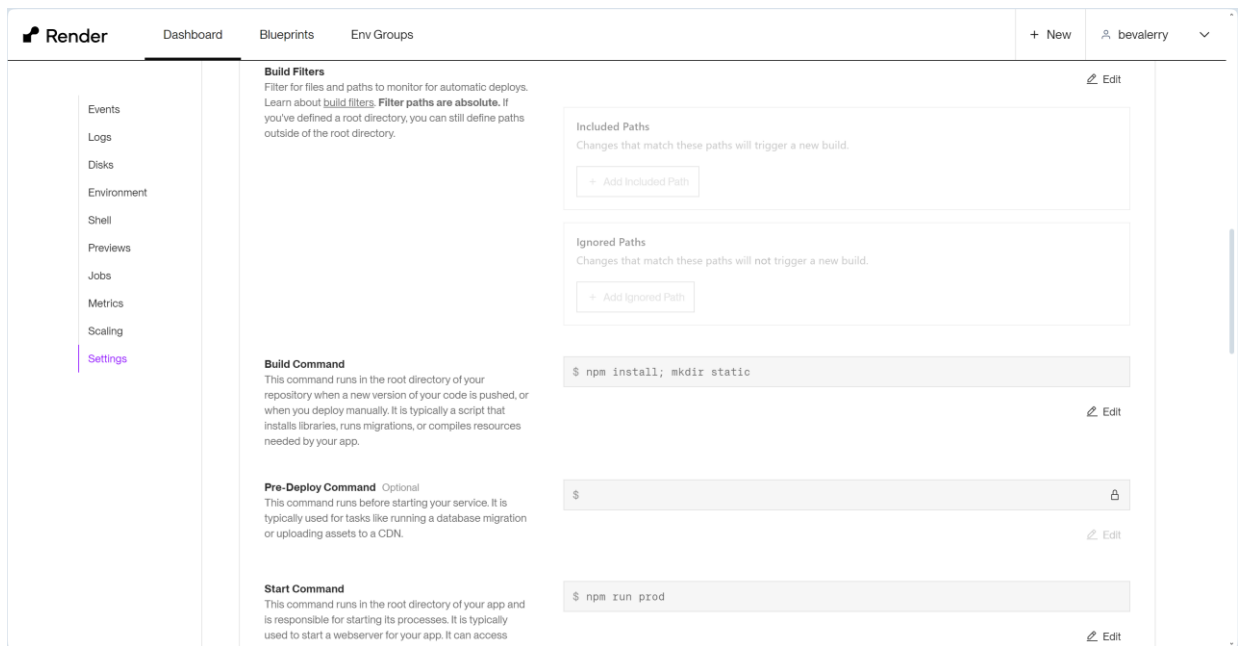 Render
Dashboard
Blueprints
Env Groups
+ New
bevalerry
Events
Logs
Disks
Environment
Shell
Previews
Jobs
Metrics
Scaling
Settings
Build Filters
Filter for files and paths to monitor for automatic deploys.
Learn about build filters. Filter paths are absolute. If
you've defined a root directory, you can still define paths
outside of the root directory.
Edit
Included Paths
Changes that match these paths will trigger a new build.
+ Add Included Path
Ignored Paths
Changes that match these paths will not trigger a new build.
+ Add Ignored Path
Build Command
This command runs in the root directory of your
repository when a new version of your code is pushed, or
when you deploy manually. It is typically a script that
installs libraries, runs migrations, or compiles resources
needed by your app.
$ npm install; mkdir static
Edit
Pre-Deploy Command Optional
This command runs before starting your service. It is
typically used for tasks like running a database migration
or uploading assets to a CDN.
$
Edit
Start Command
This command runs in the root directory of your app and
is responsible for starting its processes. It is typically
used to start a webserver for your app. It can access
$ npm run prod
Edit